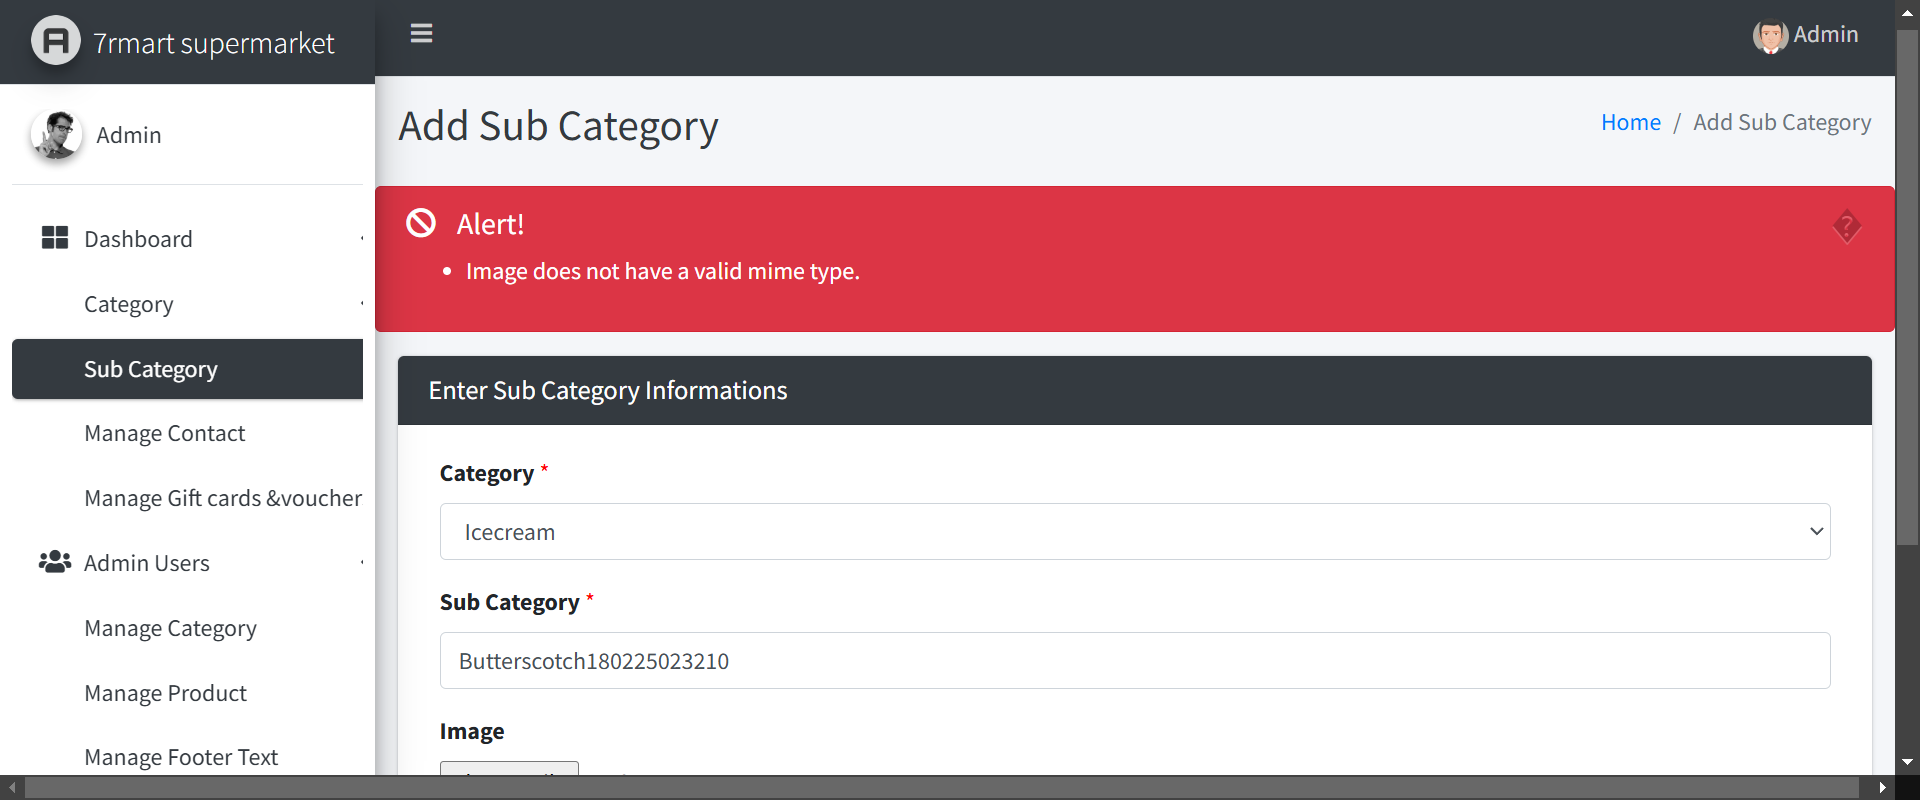 7rmart supermarket
Admin
Admin
Add Sub Category
Home / Add Sub Category
Alert!
Image does not have a valid mime type.
Dashboard
Category
Sub Category
Manage Contact
Manage Gift cards &voucher
Admin Users
Manage Category
Manage Product
Manage Footer Text
Enter Sub Category Informations
Category *
Icecream
Sub Category *
Butterscotch180225023210
Image